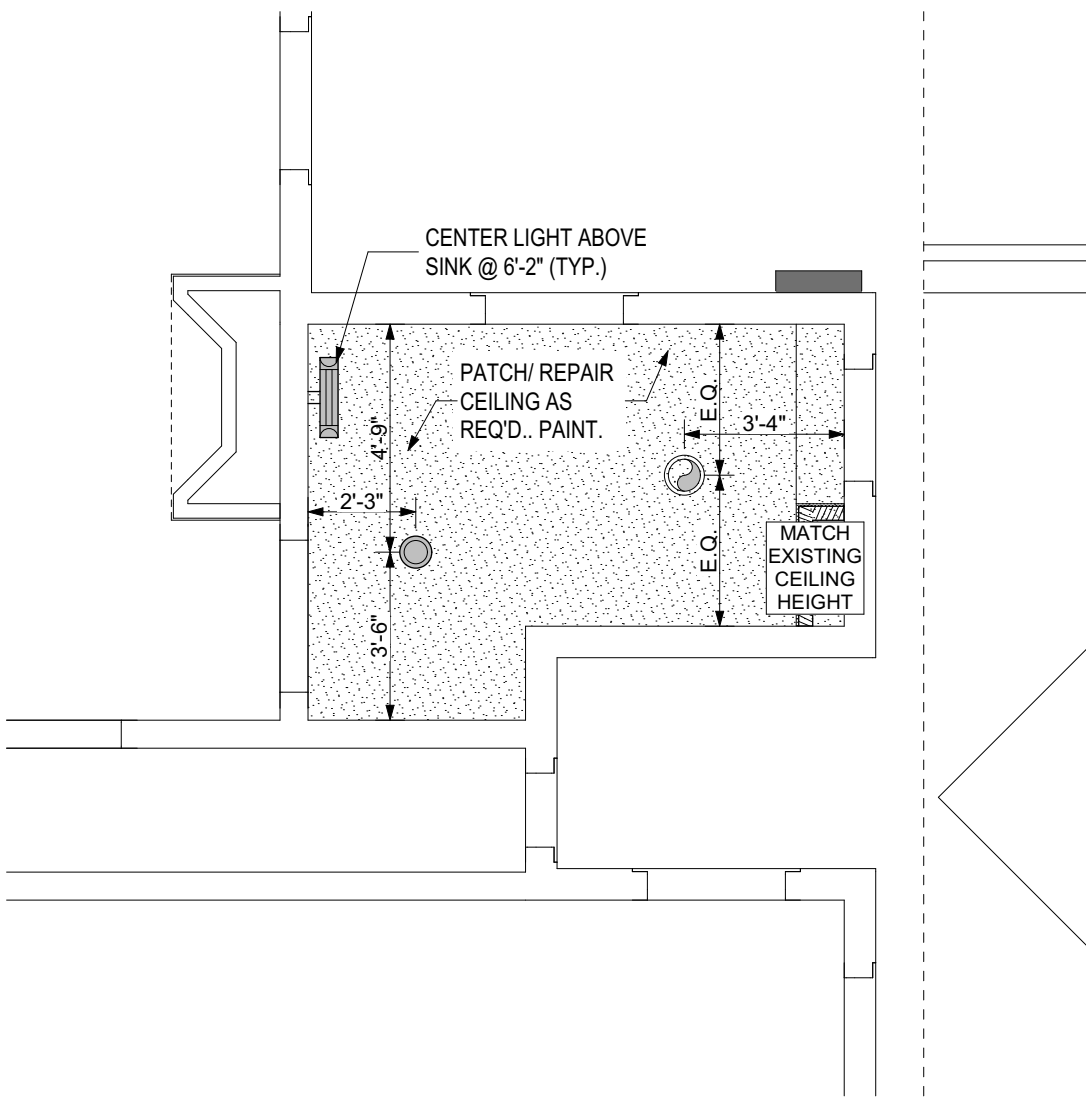 CENTER LIGHT ABOVE
SINK @ 6'-2" (TYP.)
PATCH/ REPAIR
CEILING AS
REQ'D.. PAINT.
4'-9"
E.Q.
3'-4"
2'-3"
E.Q.
MATCH
EXISTING
CEILING
HEIGHT
3'-6"